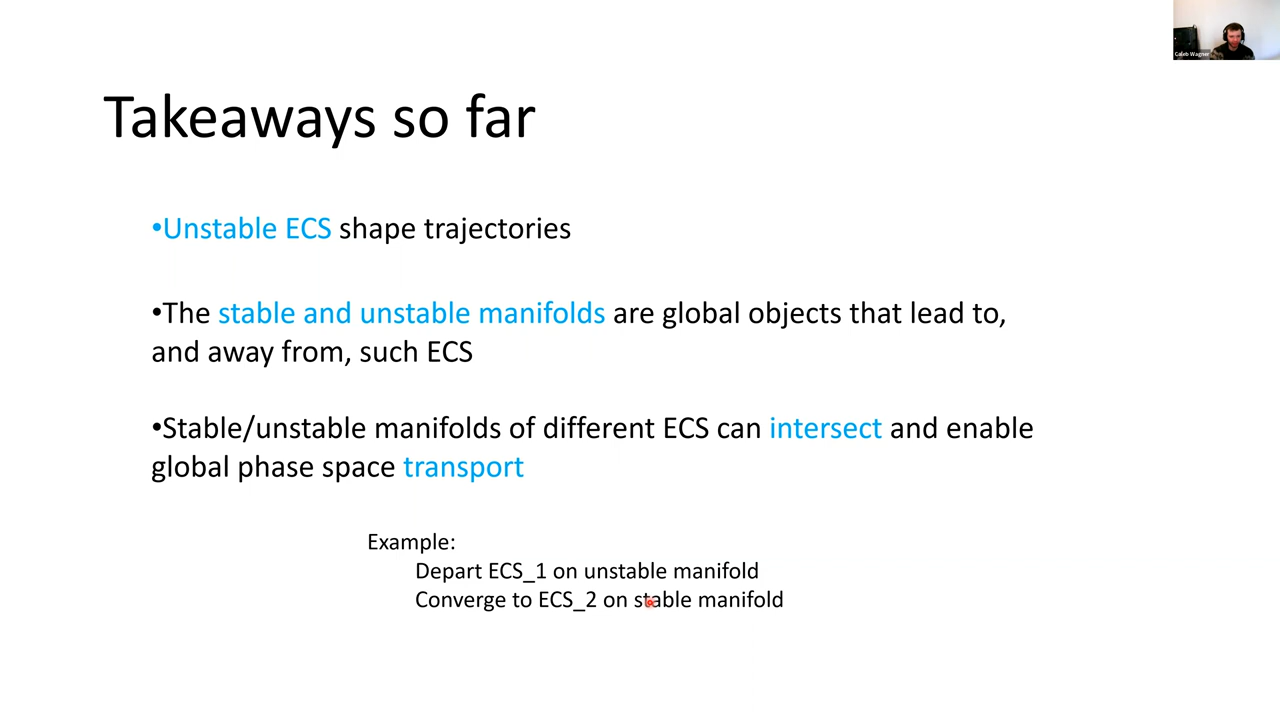 Caleb Wagner
Takeaways so far
•Unstable ECS shape trajectories
•The stable and unstable manifolds are global objects that lead to,
and away from, such ECS
•Stable/unstable manifolds of different ECS can intersect and enable
global phase space transport
Example:
Depart ECS_1 on unstable manifold
Converge to ECS_2 on stable manifold